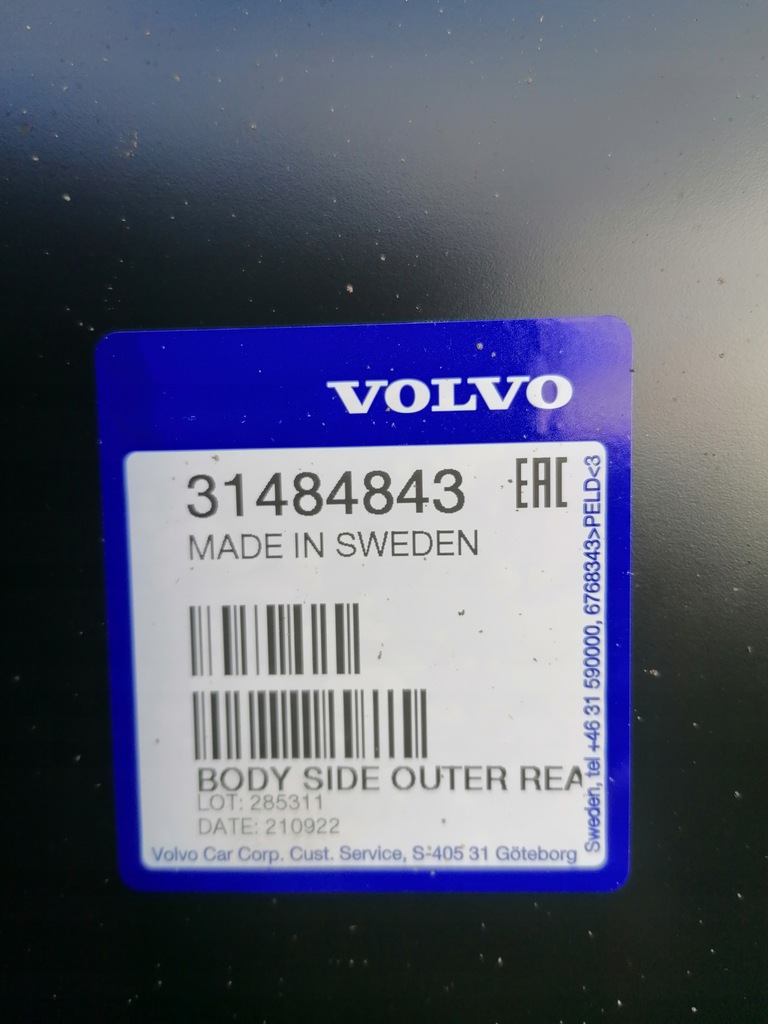 VOLVO
31484843 EAC
MADE IN SWEDEN
BODY SIDE OUTER REA
LOT: 285311
DATE: 210922
Volvo Car Corp. Cust. Service, S-405 31 Göteborg
Sweden, tel +46 31 590000, 6768343>PELD<3